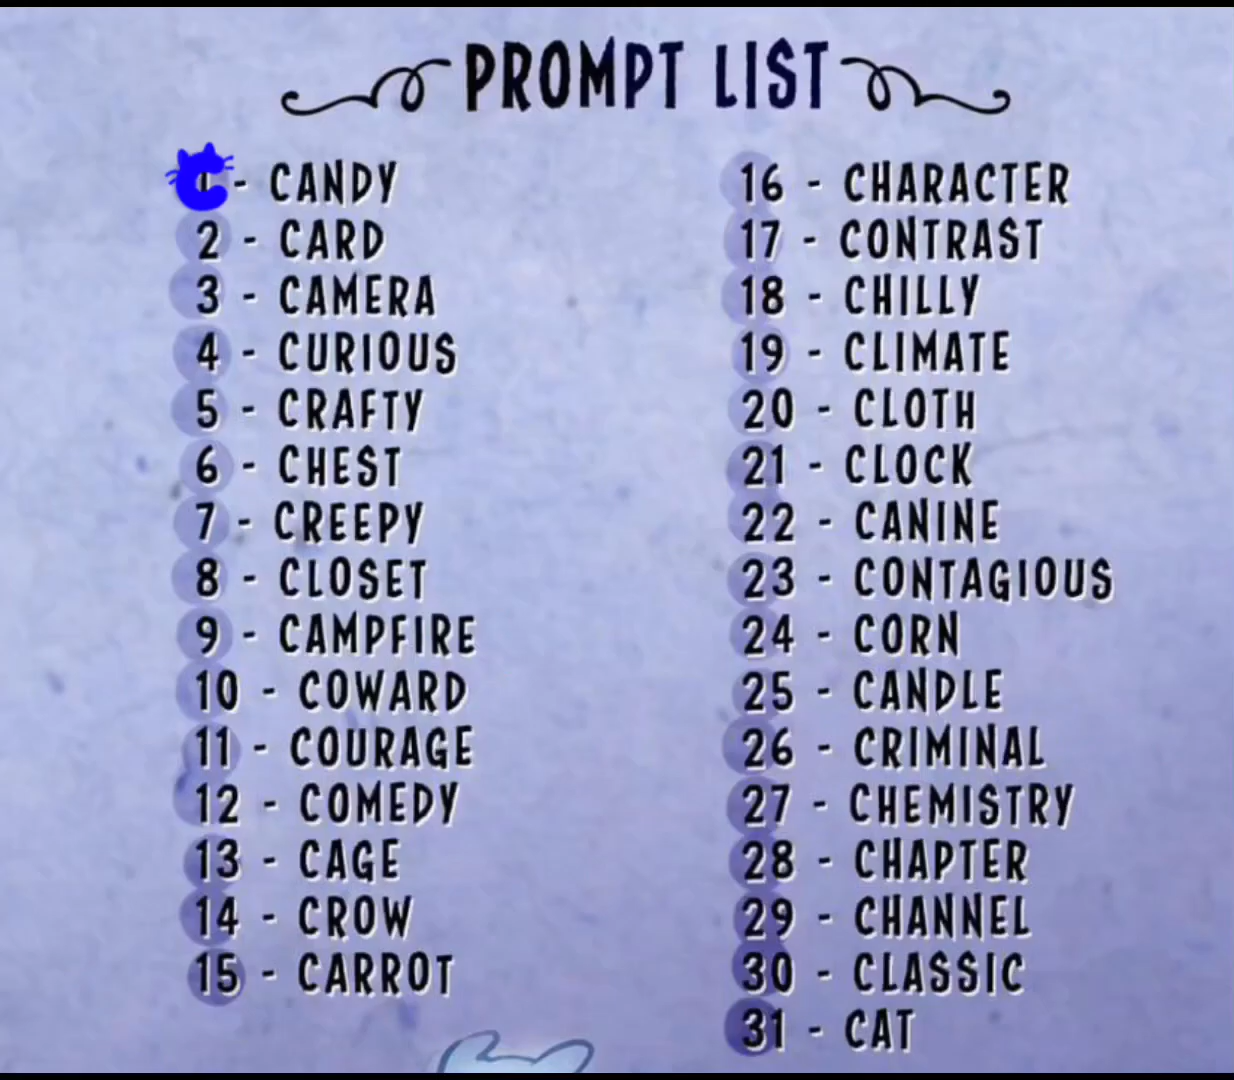 PROMPT LIST
1 - CANDY
2 - CARD
3 - CAMERA
4 - CURIOUS
5 - CRAFTY
6 - CHEST
7 - CREEPY
8 - CLOSET
9 - CAMPFIRE
10 - COWARD
11 - COURAGE
12 - COMEDY
13 - CAGE
14 - CROW
15 - CARROT
16 - CHARACTER
17 - CONTRAST
18 - CHILLY
19 - CLIMATE
20 - CLOTH
21 - CLOCK
22 - CANINE
23 - CONTAGIOUS
24 - CORN
25 - CANDLE
26 - CRIMINAL
27 - CHEMISTRY
28 - CHAPTER
29 - CHANNEL
30 - CLASSIC
31 - CAT